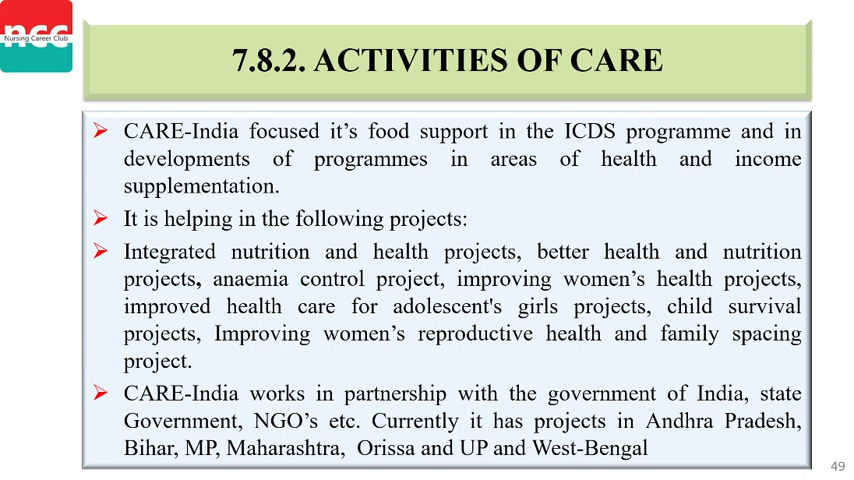 ncc
Nursing Career Club
7.8.2. ACTIVITIES OF CARE
➢ CARE-India focused it’s food support in the ICDS programme and in
developments of programmes in areas of health and income
supplementation.
➢ It is helping in the following projects:
➢ Integrated nutrition and health projects, better health and nutrition
projects, anaemia control project, improving women’s health projects,
improved health care for adolescent's girls projects, child survival
projects, Improving women’s reproductive health and family spacing
project.
➢ CARE-India works in partnership with the government of India, state
Government, NGO’s etc. Currently it has projects in Andhra Pradesh,
Bihar, MP, Maharashtra, Orissa and UP and West-Bengal
49